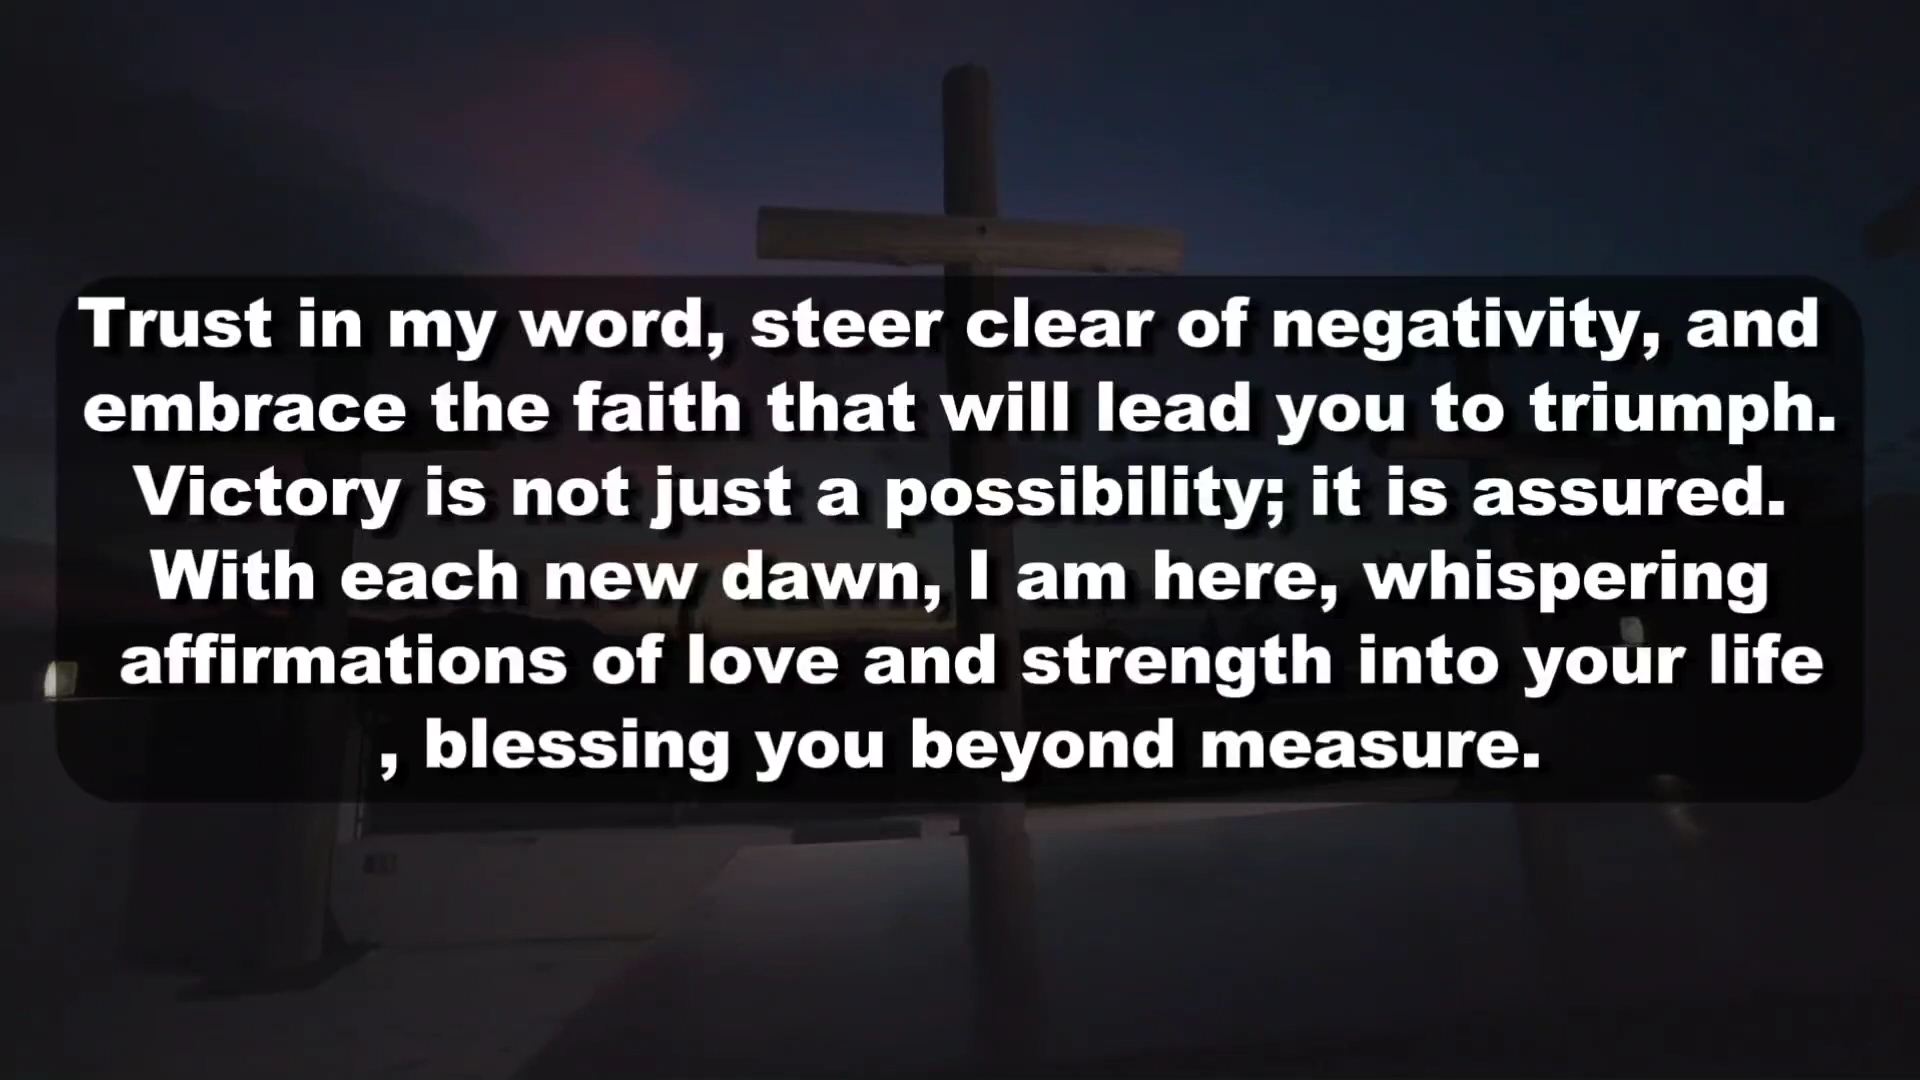 Trust in my word, steer clear of negativity, and
embrace the faith that will lead you to triumph.
Victory is not just a possibility; it is assured.
With each new dawn, I am here, whispering
affirmations of love and strength into your life
, blessing you beyond measure.